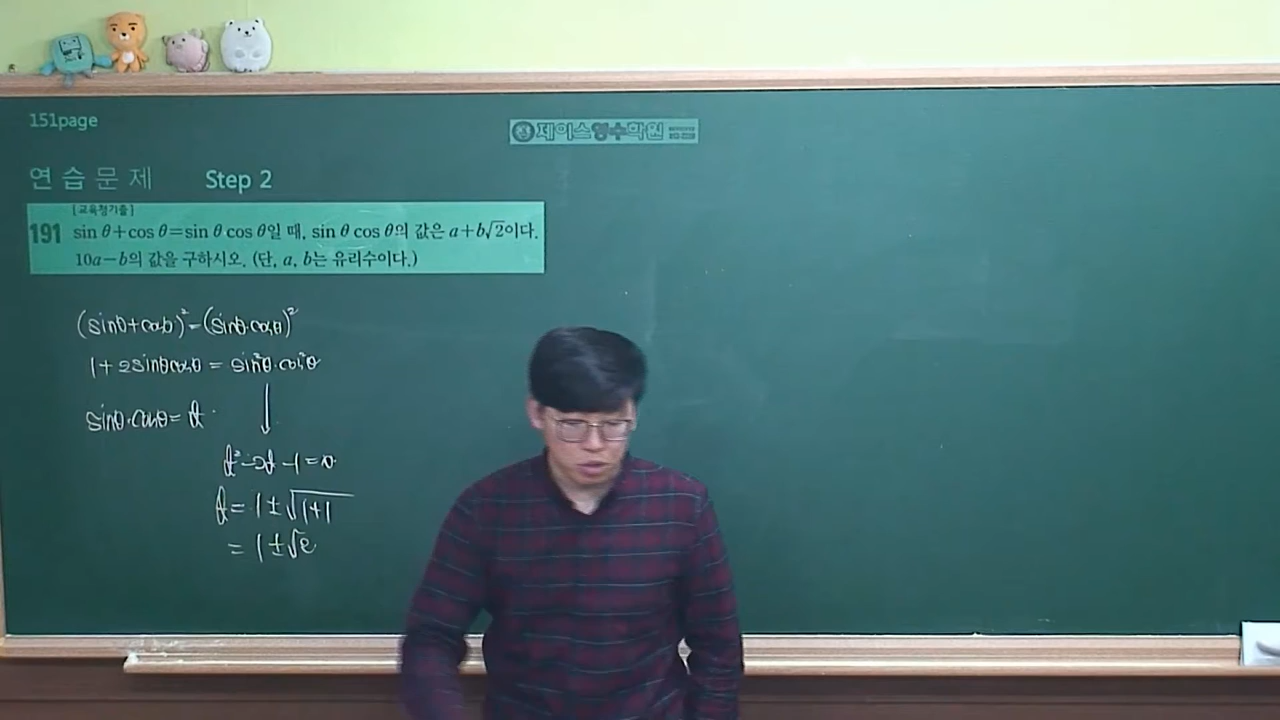 151page
제이스영수학원
연습문제 Step 2
[교육청기출]
191 sin θ+cos θ=sin θ cos θ일 때, sin θ cos θ의 값은 a+b√2이다.
10a−b의 값을 구하시오. (단, a, b는 유리수이다.)
(sinθ+cosθ)²=(sinθ·cosθ)²
1+2sinθcosθ = sin²θ·cos²θ
sinθ·cosθ= t
↓
t²-2t-1=0
t= 1±√1+1
= 1±√2